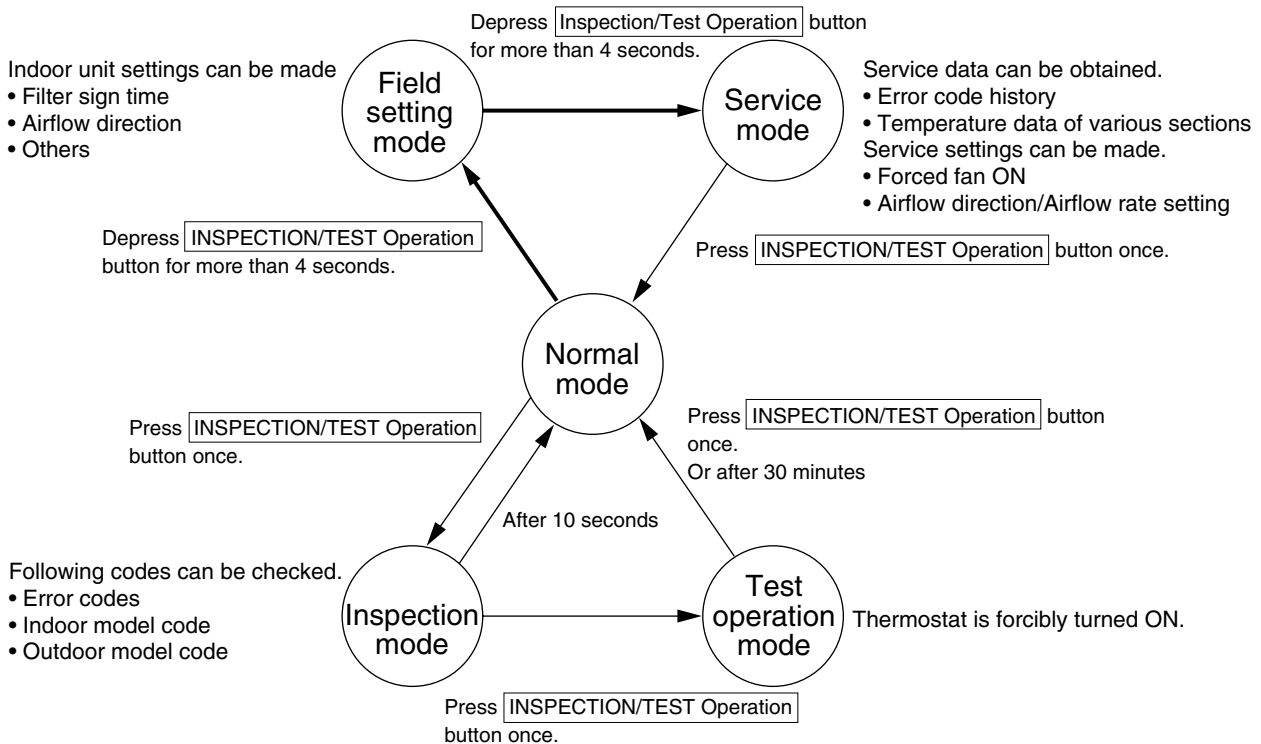 Depress Inspection/Test Operation button
for more than 4 seconds.
Indoor unit settings can be made
• Filter sign time
• Airflow direction
• Others
Field
setting
mode
Service
mode
Service data can be obtained.
• Error code history
• Temperature data of various sections
Service settings can be made.
• Forced fan ON
• Airflow direction/Airflow rate setting
Depress INSPECTION/TEST Operation
button for more than 4 seconds.
Press INSPECTION/TEST Operation button once.
Normal
mode
Press INSPECTION/TEST Operation
button once.
Press INSPECTION/TEST Operation button
once.
Or after 30 minutes
After 10 seconds
Following codes can be checked.
• Error codes
• Indoor model code
• Outdoor model code
Inspection
mode
Test
operation
mode
Thermostat is forcibly turned ON.
Press INSPECTION/TEST Operation
button once.